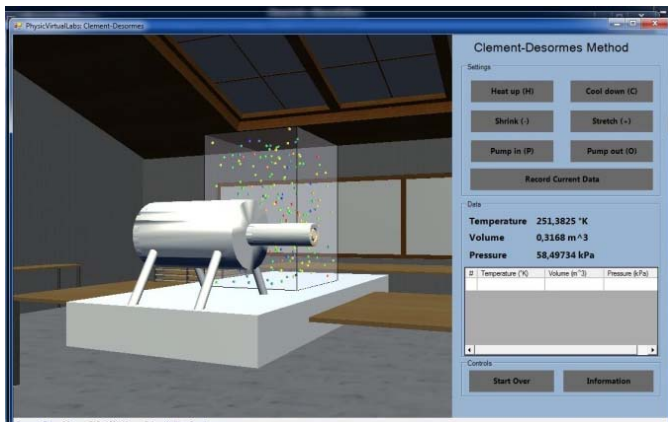 PhysicVirtualLabs: Clement-Desormes
Clement-Desormes Method
Settings
Heat up (H) Cool down (C)
Shrink (-) Stretch (+)
Pump in (P) Pump out (O)
Record Current Data
Data
Temperature 251,3825 °K
Volume 0,3168 m^3
Pressure 58,49734 kPa
# Temperature (°K) Volume (m^3) Pressure (kPa)
Controls
Start Over Information